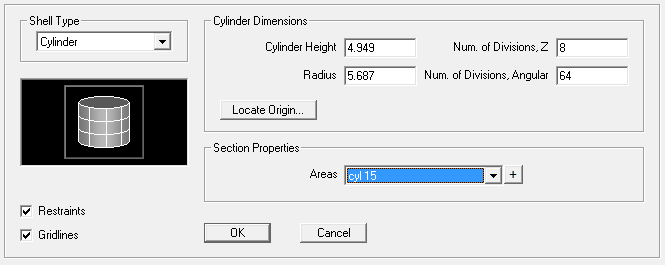 Shell Type
Cylinder
Cylinder Dimensions
Cylinder Height 4.949 Num. of Divisions, Z 8
Radius 5.687 Num. of Divisions, Angular 64
Locate Origin...
Section Properties
Areas cyl 15 +
Restraints
Gridlines
OK Cancel